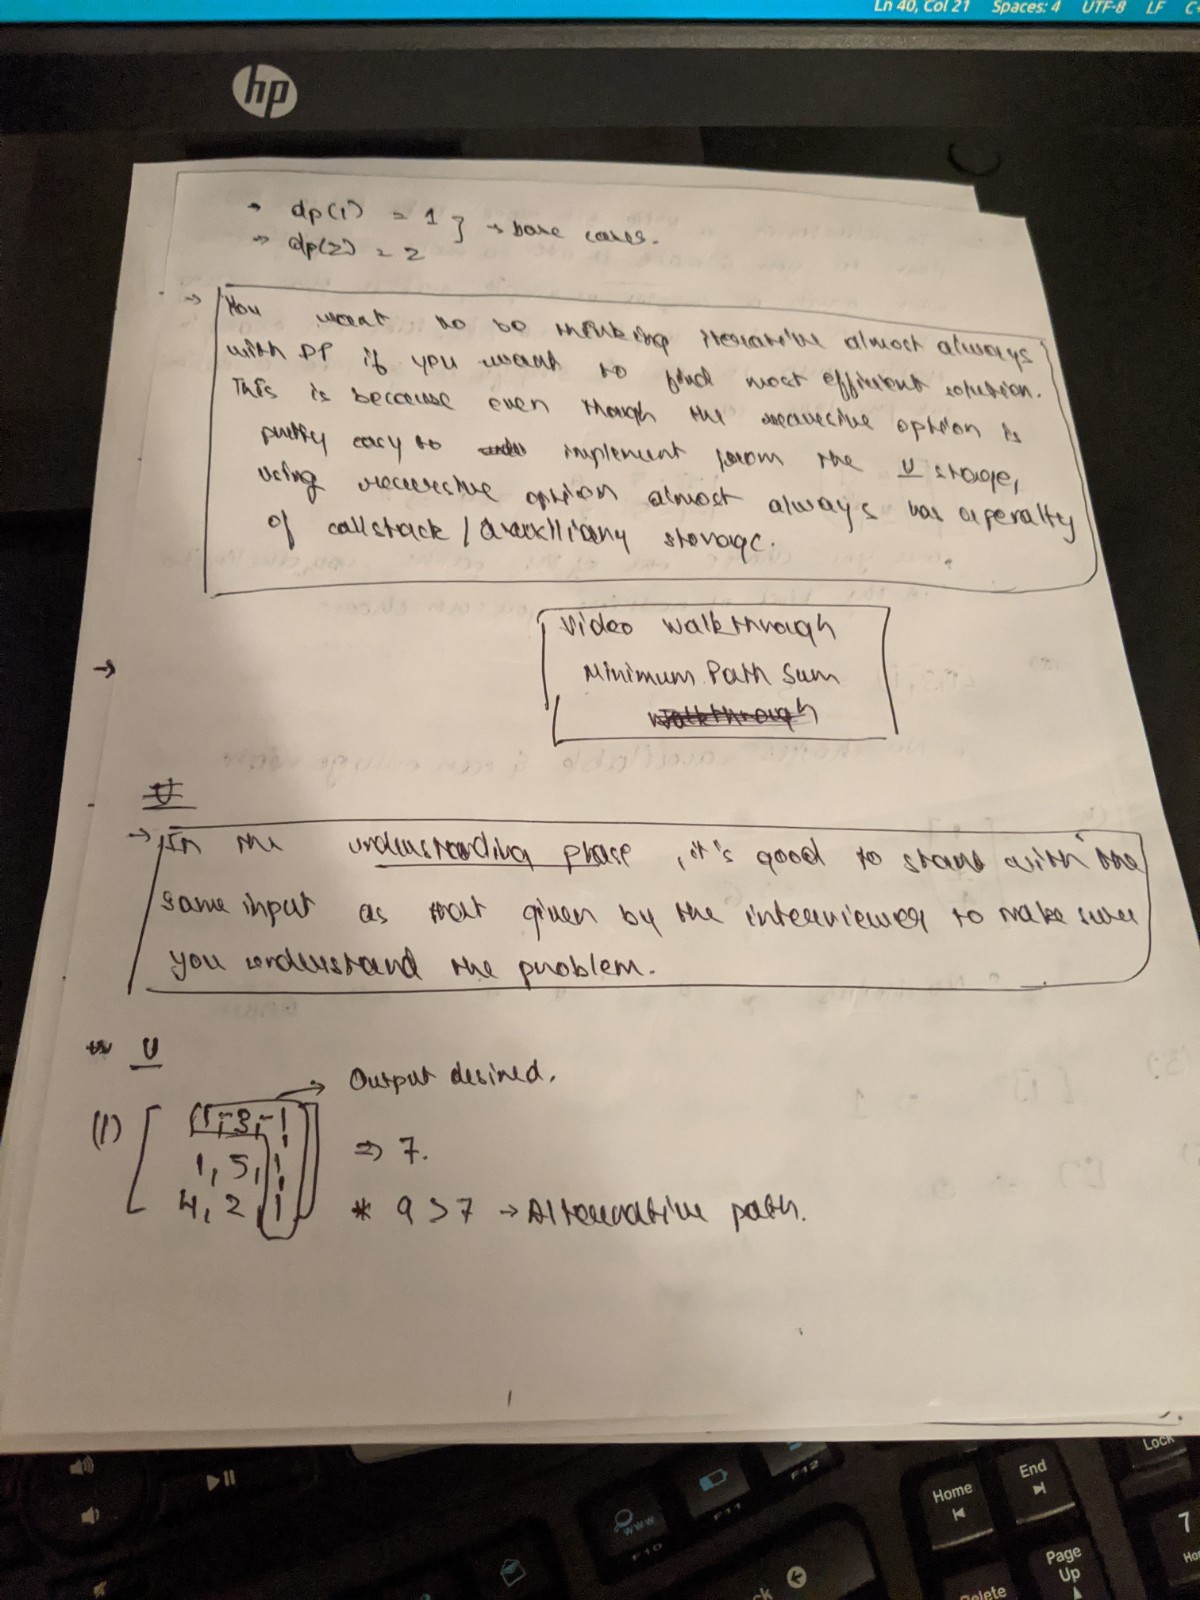 Ln 40, Col 21 Spaces: 4 UTF-8 LF
hp
→ dp(1) = 1 } → base cases.
→ dp(2) = 2
→ You want to be thinking iterative almost always
with DP if you want to find most efficient solution.
This is because even though the recursive option is
pretty easy to implement from the U stage,
using recursive option almost always has a penalty
of callstack / auxilliary storage.
Video Walkthrough
→ Minimum Path Sum
Walkthrough
U
→ In the understanding phase, it's good to start with the
same input as that given by the interviewer to make sure
you understand the problem.
U
→ Output desired.
(1) [ 1, 3, 1
1, 5, 1
4, 2, 1 ]
=> 7.
* 9 > 7 → Alternative path.
WWW
F10
F11
F12
Home
End
Lock
Page
Up
7